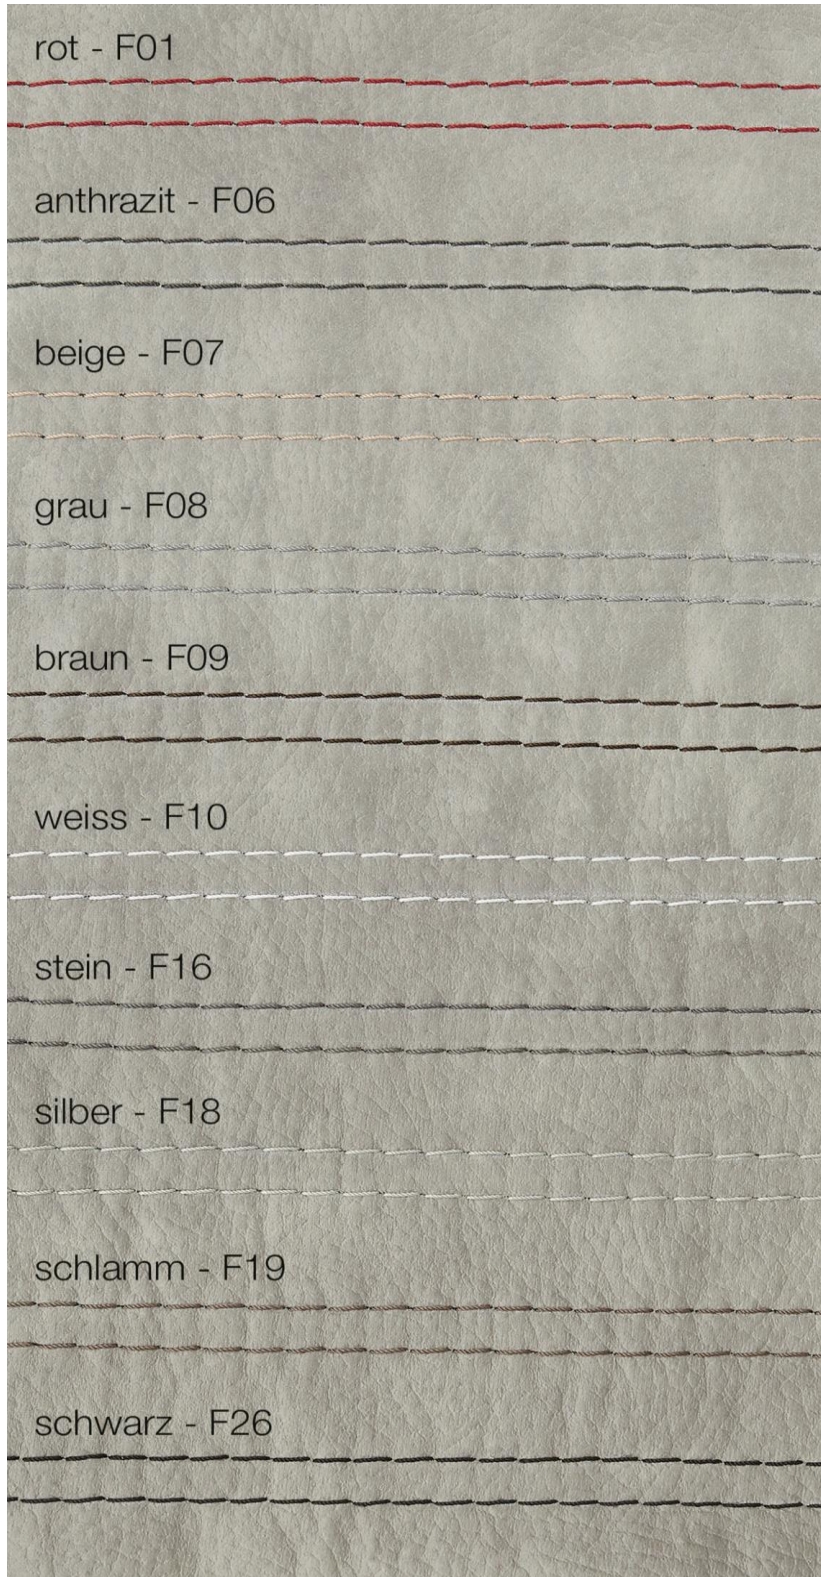 rot - F01
anthrazit - F06
beige - F07
grau - F08
braun - F09
weiss - F10
stein - F16
silber - F18
schlamm - F19
schwarz - F26